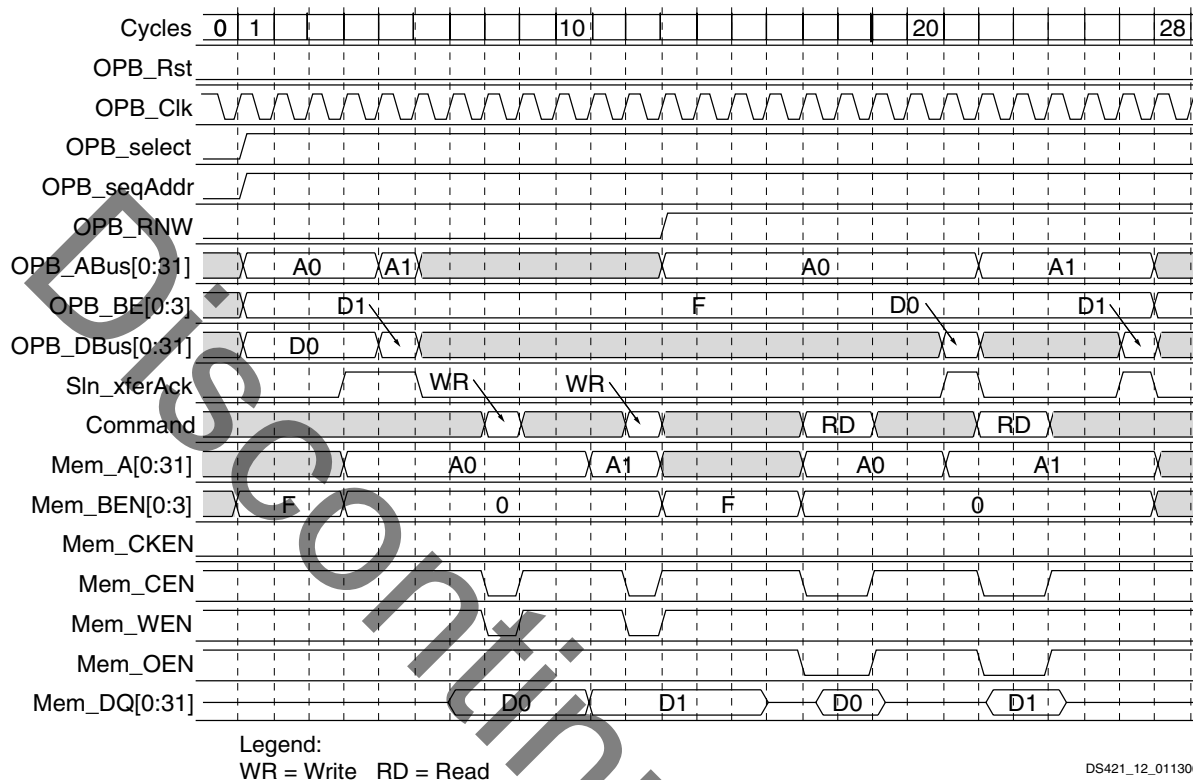 Cycles 0 1 10 20 28
OPB_Rst
OPB_Clk
OPB_select
OPB_seqAddr
OPB_RNW
OPB_ABus[0:31] A0 A1 A0 A1
OPB_BE[0:3] D1 F D0 D1
OPB_DBus[0:31] D0
Sln_xferAck WR WR
Command RD RD
Mem_A[0:31] A0 A1 A0 A1
Mem_BEN[0:3] F 0 F 0
Mem_CKEN
Mem_CEN
Mem_WEN
Mem_OEN
Mem_DQ[0:31] D0 D1 D0 D1
Legend:
WR = Write RD = Read
DS421_12_01130
Discontin